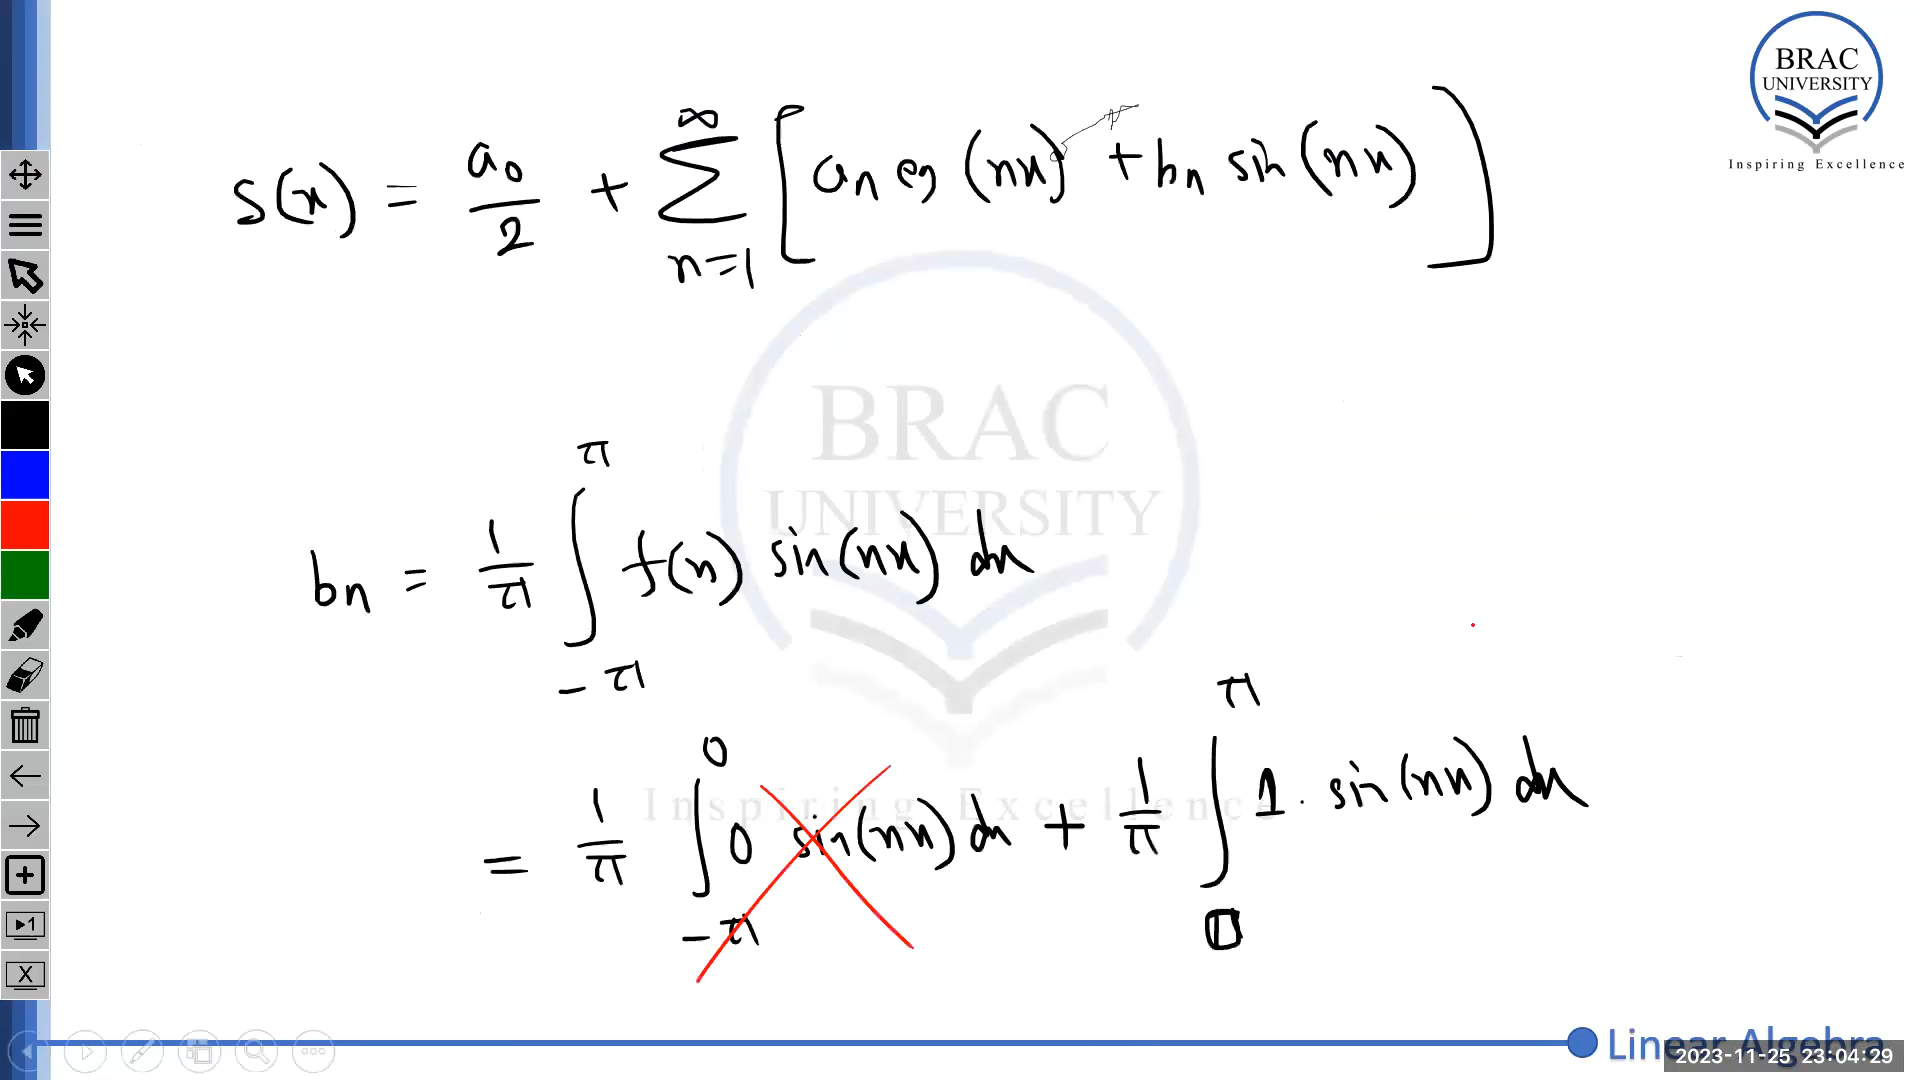 BRAC
UNIVERSITY
Inspiring Excellence
S(x) = a₀/2 + ∑_{n=1}^{∞} [ aₙ cos (nx) + bₙ sin (nx) ]
BRAC
UNIVERSITY
bₙ = 1/π ∫_{-π}^{π} f(x) sin(nx) dx
Inspiring Excellence
= 1/π ∫_{-π}^{0} 0 sin(nx) dx + 1/π ∫_{0}^{π} 1 · sin(nx) dx
1
X
Linear Algebra
2023-11-25 23:04:29